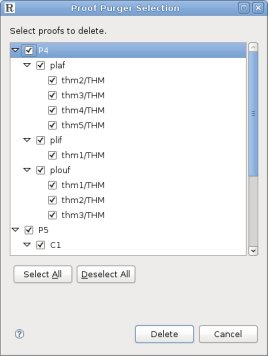 Proof Purger Selection
Select proofs to delete.
P4
plaf
thm2/THM
thm3/THM
thm4/THM
thm5/THM
plif
thm1/THM
plouf
thm1/THM
thm2/THM
thm3/THM
P5
C1
Select All
Deselect All
?
Delete
Cancel